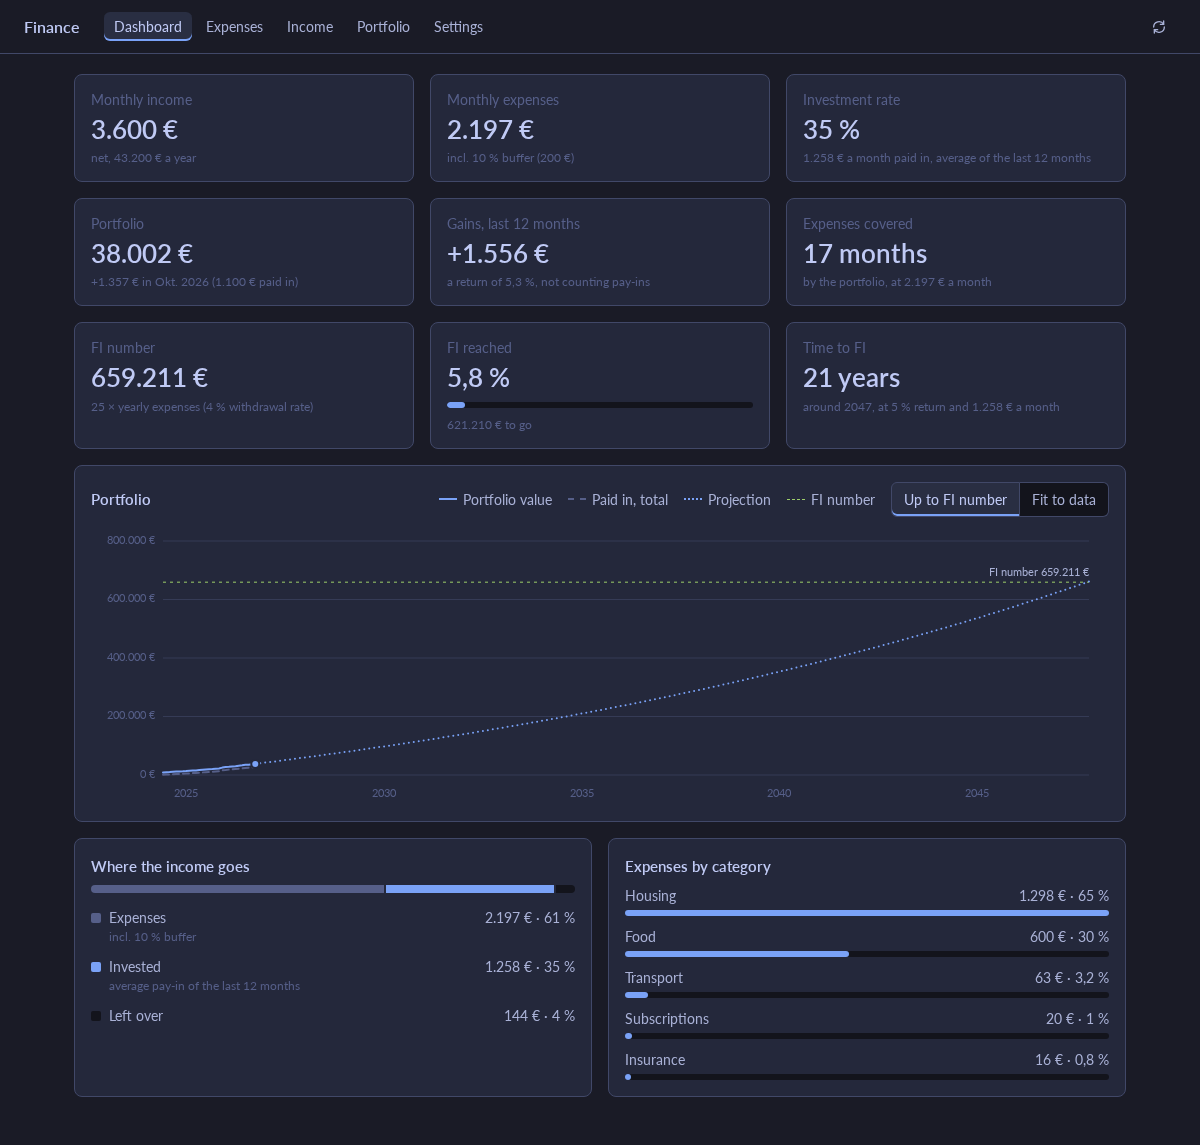 Finance
Dashboard Expenses Income Portfolio Settings
Monthly income
3.600 €
net, 43.200 € a year
Monthly expenses
2.197 €
incl. 10 % buffer (200 €)
Investment rate
35 %
1.258 € a month paid in, average of the last 12 months
Portfolio
38.002 €
+1.357 € in Okt. 2026 (1.100 € paid in)
Gains, last 12 months
+1.556 €
a return of 5,3 %, not counting pay-ins
Expenses covered
17 months
by the portfolio, at 2.197 € a month
FI number
659.211 €
25 × yearly expenses (4 % withdrawal rate)
FI reached
5,8 %
621.210 € to go
Time to FI
21 years
around 2047, at 5 % return and 1.258 € a month
Portfolio
Portfolio value Paid in, total Projection FI number Up to FI number Fit to data
800.000 €
FI number 659.211 €
600.000 €
400.000 €
200.000 €
0 €
2025 2030 2035 2040 2045
Where the income goes
Expenses 2.197 € · 61 %
incl. 10 % buffer
Invested 1.258 € · 35 %
average pay-in of the last 12 months
Left over 144 € · 4 %
Expenses by category
Housing 1.298 € · 65 %
Food 600 € · 30 %
Transport 63 € · 3,2 %
Subscriptions 20 € · 1 %
Insurance 16 € · 0,8 %